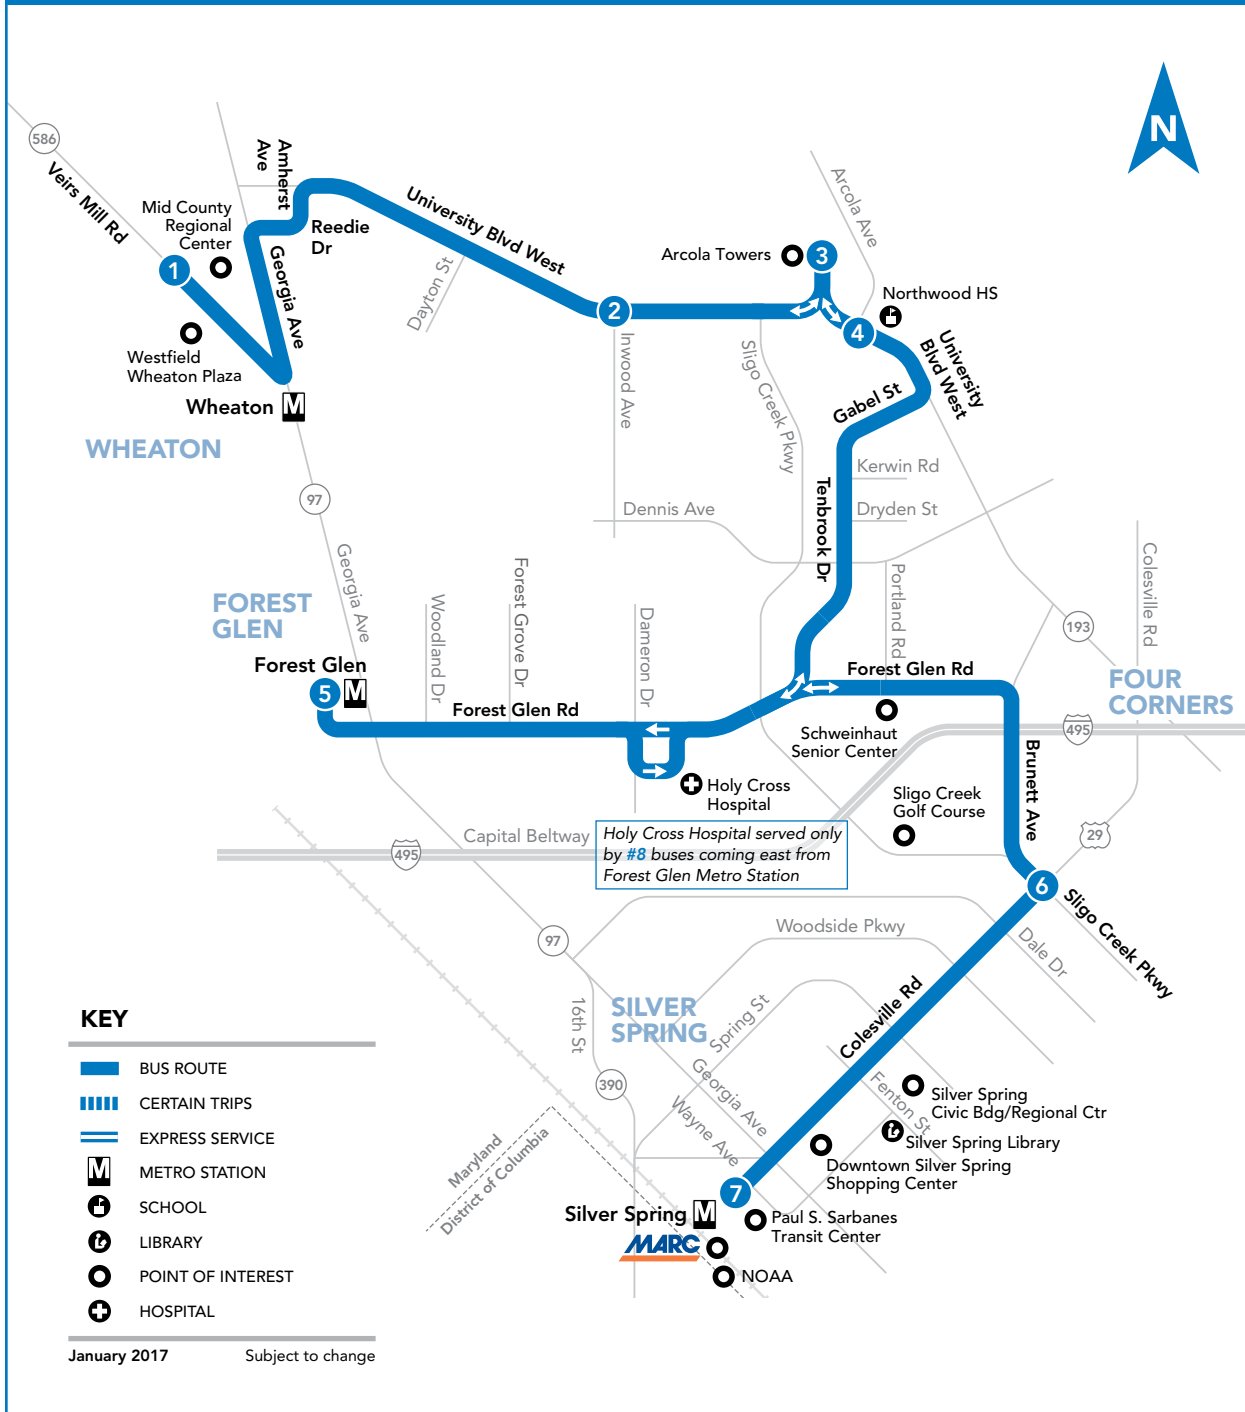 N
586
Veirs Mill Rd
Amherst
Ave
Mid County
Regional
Center
Reedie
Dr
University Blvd West
Arcola Ave
Arcola Towers
3
1
Georgia Ave
Dayton St
2
Northwood HS
4
Westfield
Wheaton Plaza
Wheaton M
WHEATON
Inwood Ave
Sligo Creek Pkwy
University
Blvd West
Gabel St
Kerwin Rd
97
Tenbrook Dr
Dennis Ave
Dryden St
Georgia Ave
Forest Grove Dr
Woodland Dr
Dameron Dr
Portland Rd
Colesville Rd
193
FOREST
GLEN
Forest Glen
5 M
Forest Glen Rd
Forest Glen Rd
FOUR
CORNERS
495
Schweinhaut
Senior Center
Brunett Ave
Holy Cross
Hospital
Sligo Creek
Golf Course
29
Capital Beltway
495
Holy Cross Hospital served only
by #8 buses coming east from
Forest Glen Metro Station
6
Sligo Creek Pkwy
97
Woodside Pkwy
Dale Dr
16th St
SILVER
SPRING
Spring St
Colesville Rd
Georgia Ave
390
Wayne Ave
Fenton St
Silver Spring
Civic Bdg/Regional Ctr
Silver Spring Library
Maryland
District of Columbia
Downtown Silver Spring
Shopping Center
7
Silver Spring M
Paul S. Sarbanes
Transit Center
MARC
NOAA
KEY
BUS ROUTE
CERTAIN TRIPS
EXPRESS SERVICE
M METRO STATION
SCHOOL
LIBRARY
POINT OF INTEREST
HOSPITAL
January 2017 Subject to change